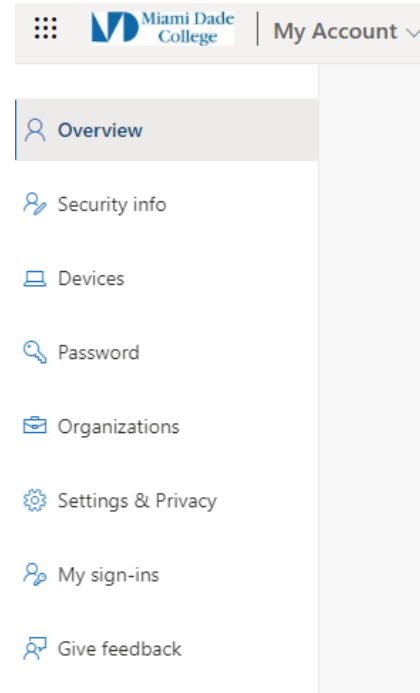 Miami Dade
College
My Account
Overview
Security info
Devices
Password
Organizations
Settings & Privacy
My sign-ins
Give feedback